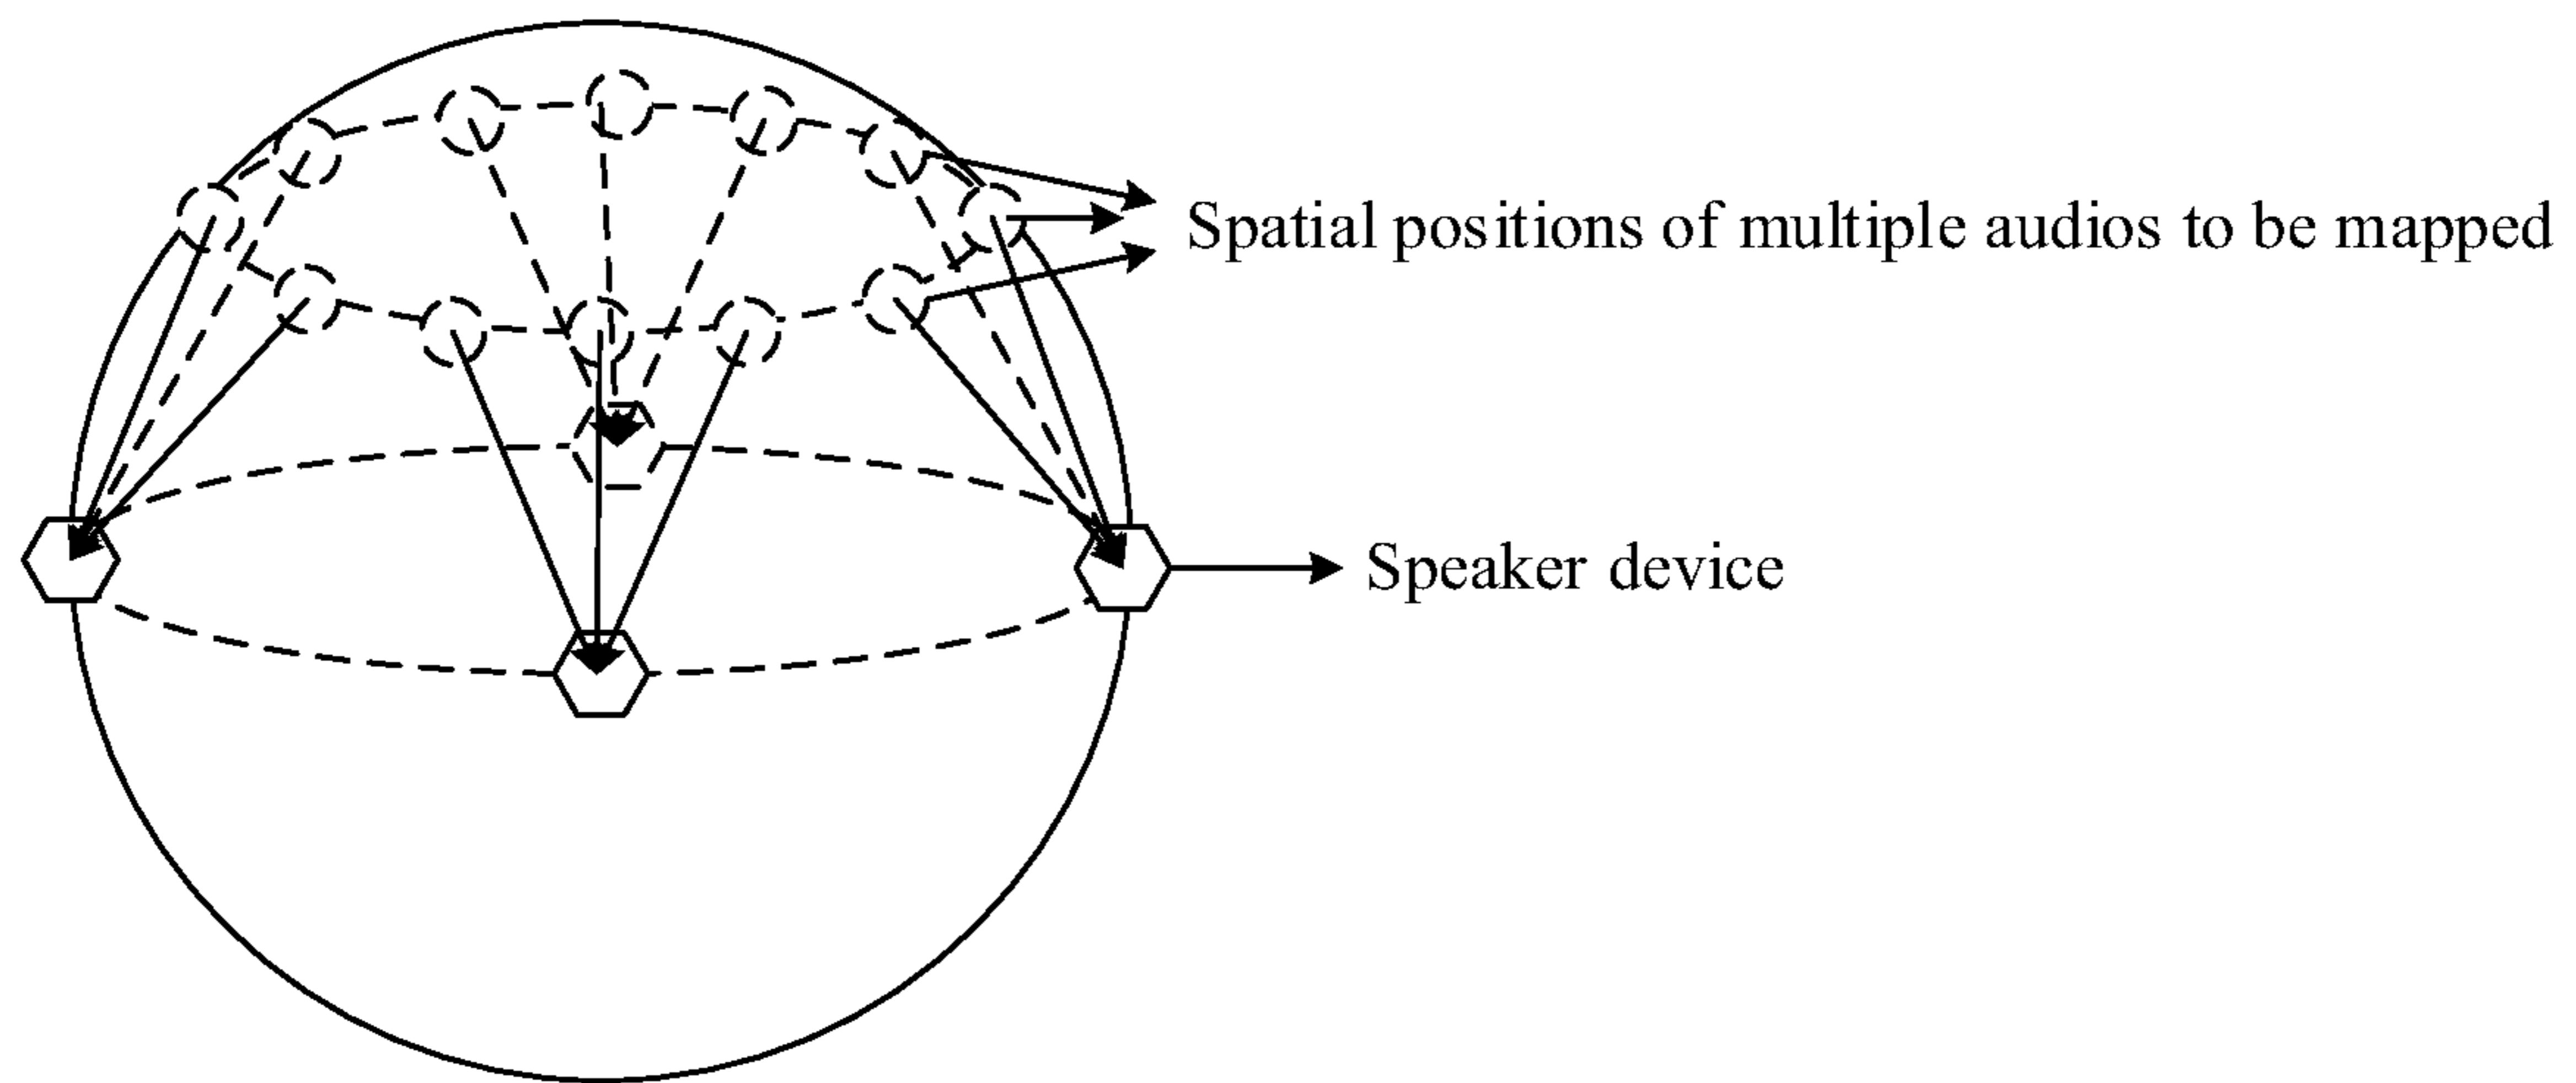 Spatial positions of multiple audios to be mapped
Speaker device